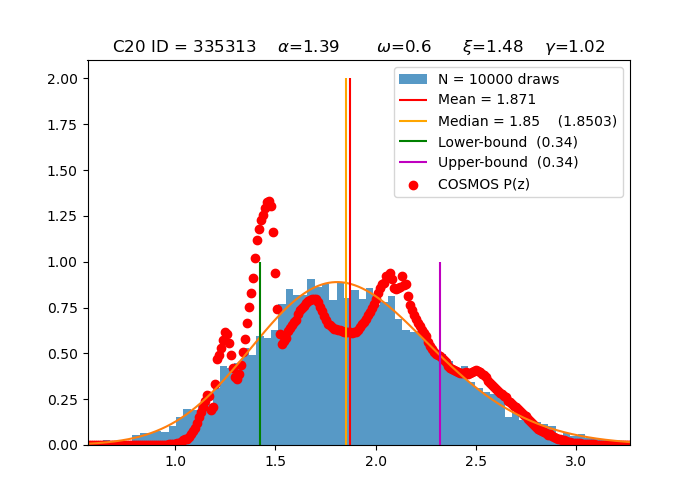 C20 ID = 335313 α=1.39 ω=0.6 ξ=1.48 γ=1.02
N = 10000 draws
Mean = 1.871
Median = 1.85 (1.8503)
Lower-bound (0.34)
Upper-bound (0.34)
COSMOS P(z)
2.00
1.75
1.50
1.25
1.00
0.75
0.50
0.25
0.00
1.0 1.5 2.0 2.5 3.0